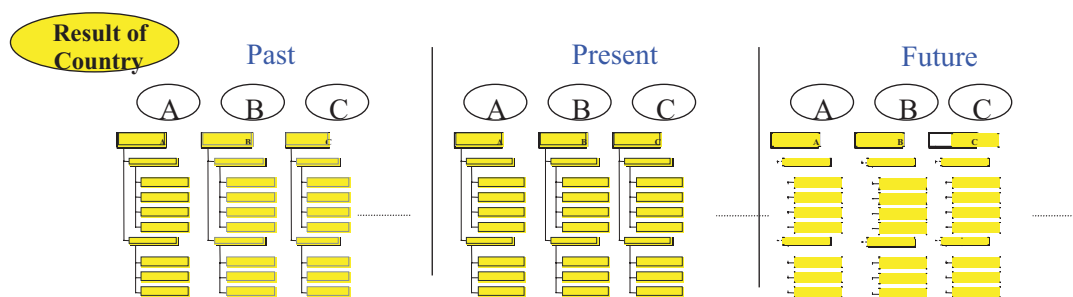 Result of
Country
Past
Present
Future
A B C
A B C
A B C
A B C
A B C
A B C